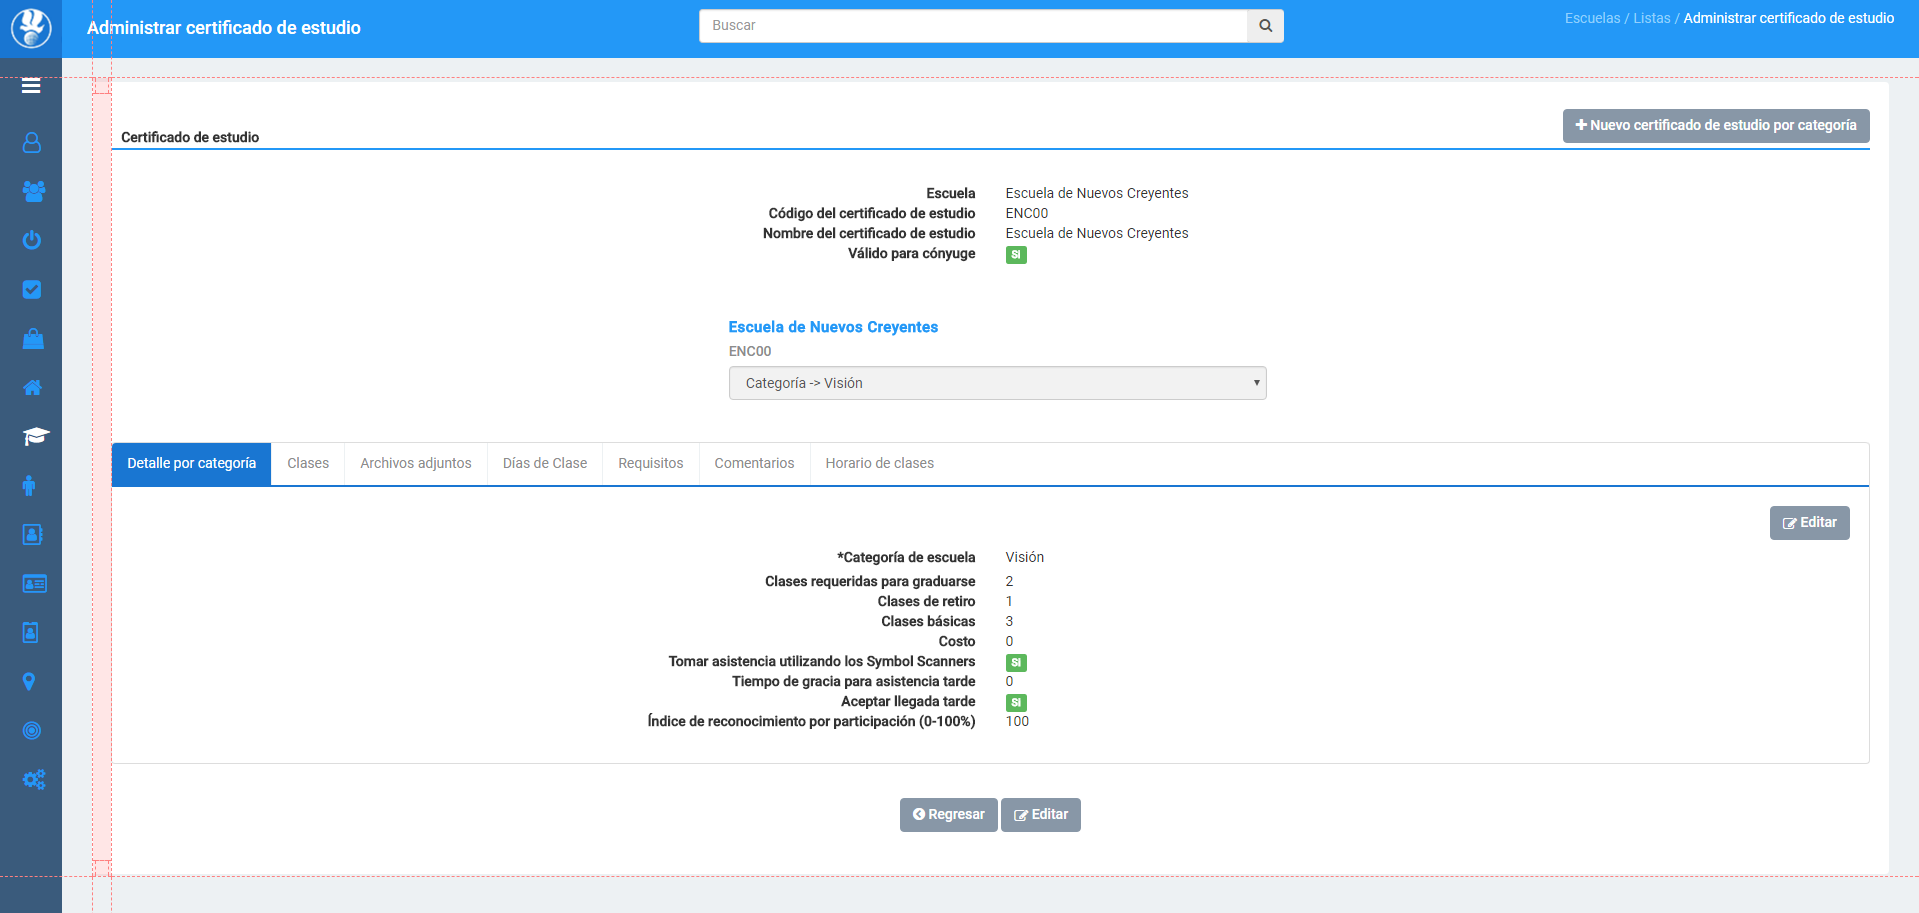 Administrar certificado de estudio
Buscar
Escuelas / Listas / Administrar certificado de estudio
Certificado de estudio
Nuevo certificado de estudio por categoría
Escuela Escuela de Nuevos Creyentes
Código del certificado de estudio ENC00
Nombre del certificado de estudio Escuela de Nuevos Creyentes
Válido para cónyuge SI
Escuela de Nuevos Creyentes
ENC00
Categoría -> Visión
Detalle por categoría Clases Archivos adjuntos Días de Clase Requisitos Comentarios Horario de clases
Editar
*Categoría de escuela Visión
Clases requeridas para graduarse 2
Clases de retiro 1
Clases básicas 3
Costo 0
Tomar asistencia utilizando los Symbol Scanners SI
Tiempo de gracia para asistencia tarde 0
Aceptar llegada tarde SI
Índice de reconocimiento por participación (0-100%) 100
Regresar Editar